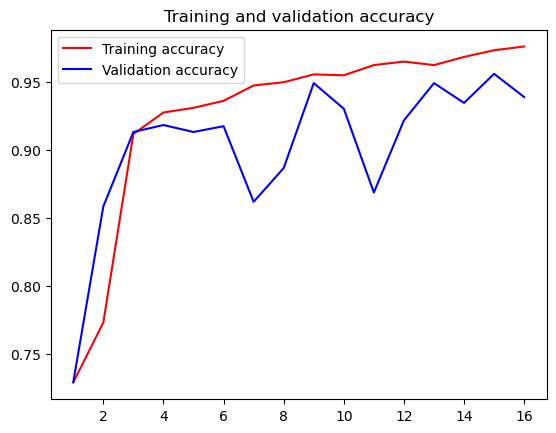 Training and validation accuracy
Training accuracy
Validation accuracy
0.95
0.90
0.85
0.80
0.75
2 4 6 8 10 12 14 16